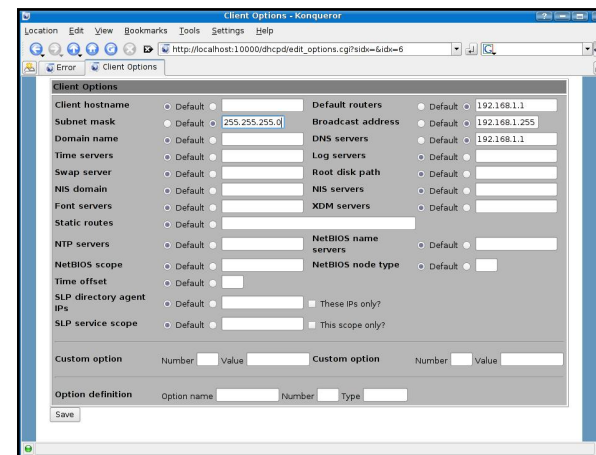 Client Options - Konqueror
Location Edit View Bookmarks Tools Settings Help
http://localhost:10000/dhcpd/edit_options.cgi?sidx=&idx=6
Error Client Options
Client Options
Client hostname Default Default routers Default 192.168.1.1
Subnet mask Default 255.255.255.0 Broadcast address Default 192.168.1.255
Domain name Default DNS servers Default 192.168.1.1
Time servers Default Log servers Default
Swap server Default Root disk path Default
NIS domain Default NIS servers Default
Font servers Default XDM servers Default
Static routes Default
NTP servers Default NetBIOS name servers Default
NetBIOS scope Default NetBIOS node type Default
Time offset Default
SLP directory agent IPs Default These IPs only?
SLP service scope Default This scope only?
Custom option Number Value Custom option Number Value
Option definition Option name Number Type
Save